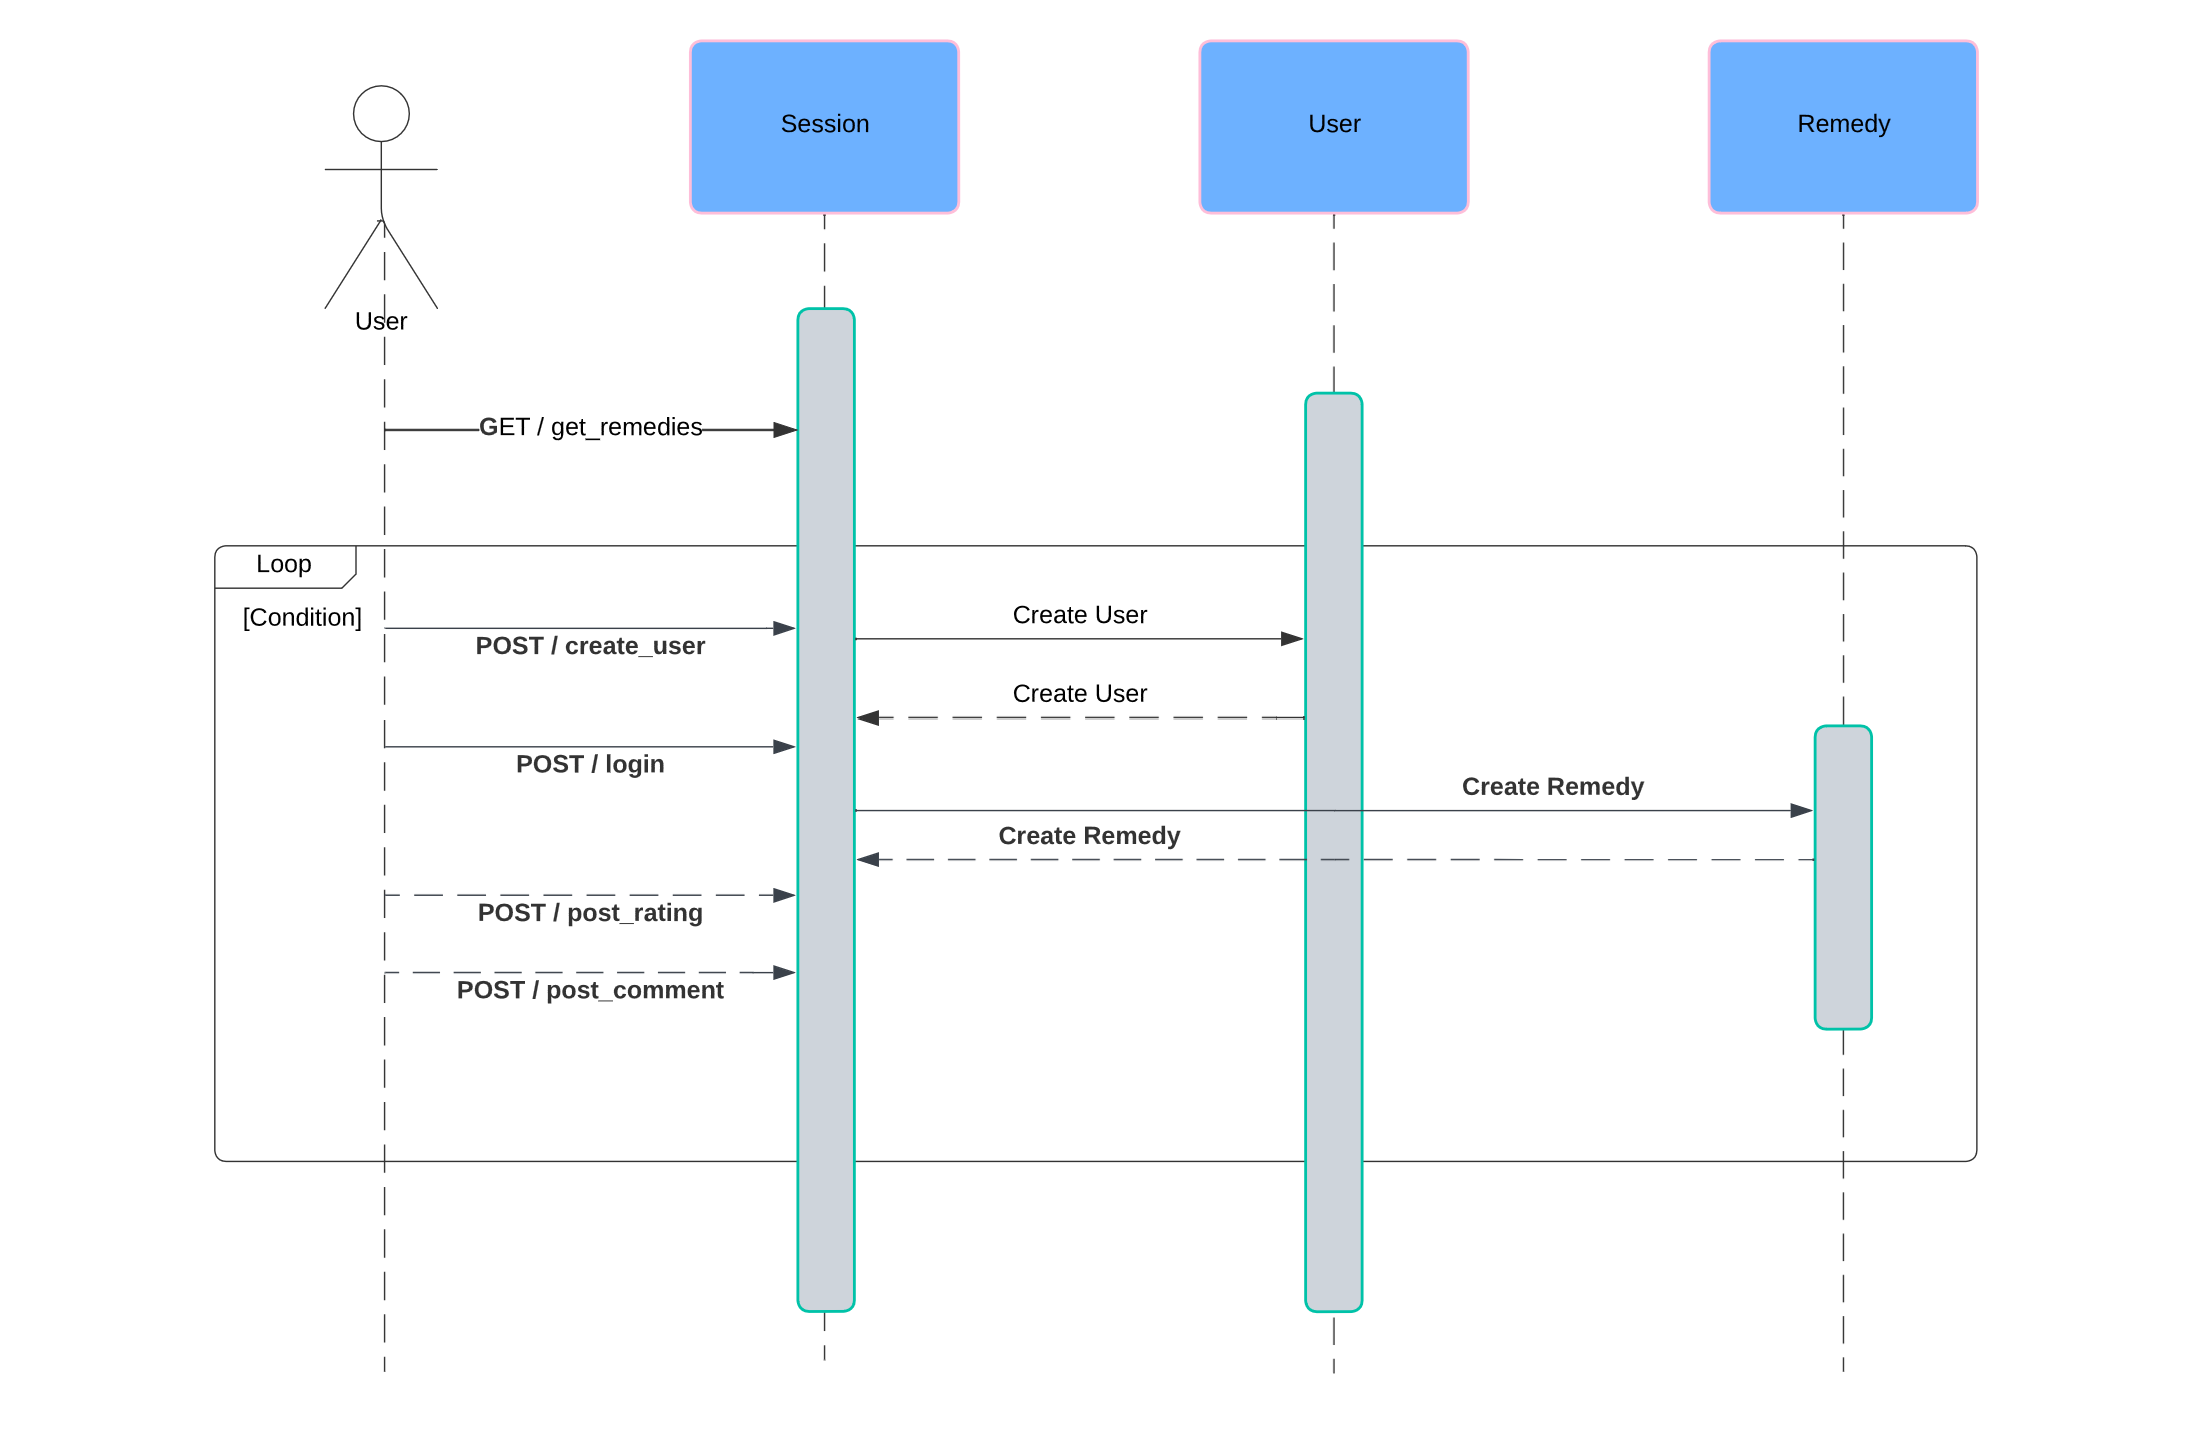 Session
User
Remedy
User
GET / get_remedies
Loop
[Condition]
Create User
POST / create_user
Create User
POST / login
Create Remedy
Create Remedy
POST / post_rating
POST / post_comment